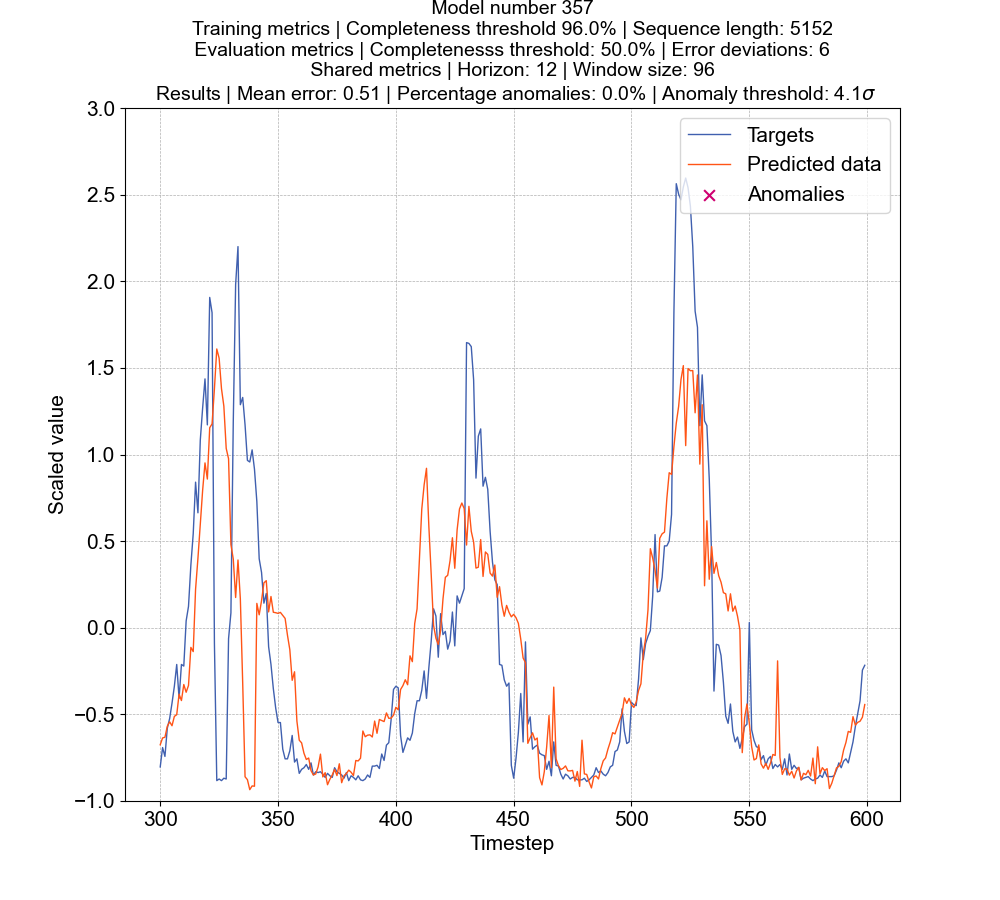 Model number 357
Training metrics | Completeness threshold 96.0% | Sequence length: 5152
Evaluation metrics | Completenesss threshold: 50.0% | Error deviations: 6
Shared metrics | Horizon: 12 | Window size: 96
Results | Mean error: 0.51 | Percentage anomalies: 0.0% | Anomaly threshold: 4.1σ
Targets
Predicted data
Anomalies
3.0
2.5
2.0
1.5
1.0
0.5
0.0
−0.5
−1.0
Scaled value
300 350 400 450 500 550 600
Timestep